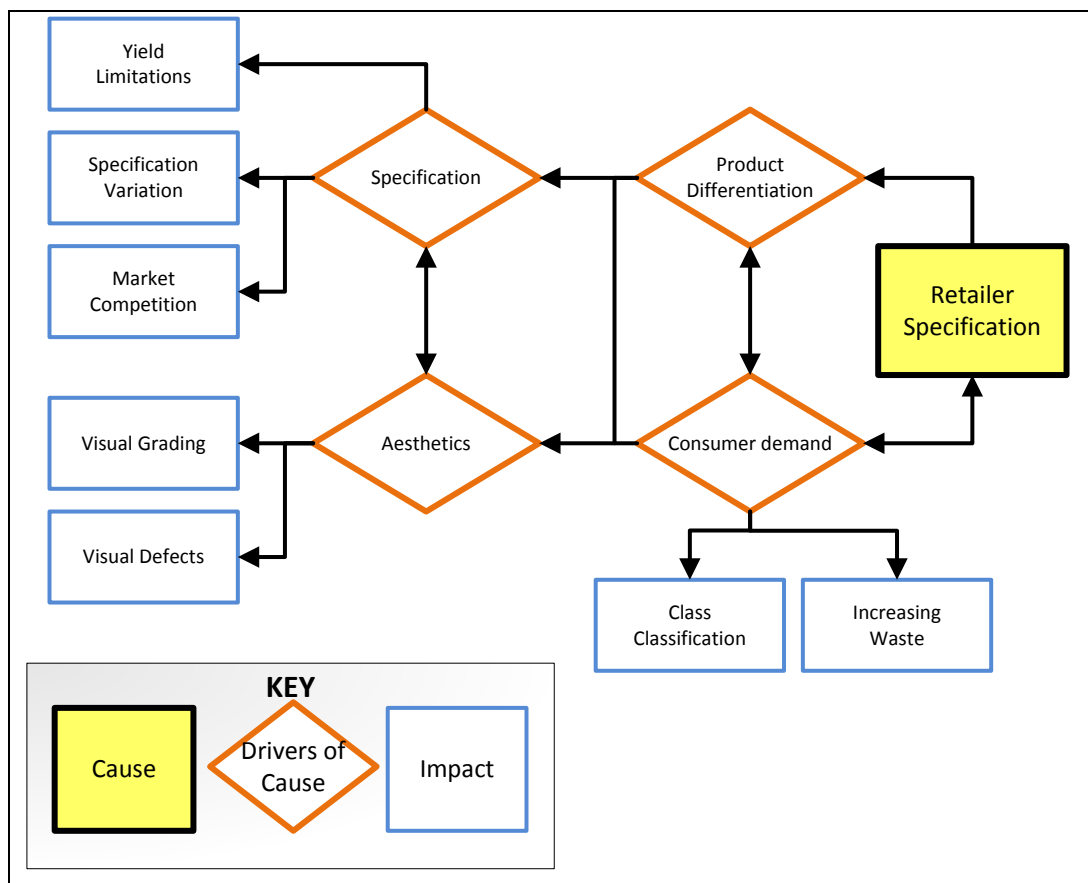 Yield
Limitations
Specification
Variation
Market
Competition
Visual Grading
Visual Defects
Specification
Aesthetics
Product
Differentiation
Consumer demand
Retailer
Specification
Class
Classification
Increasing
Waste
KEY
Cause
Drivers of
Cause
Impact